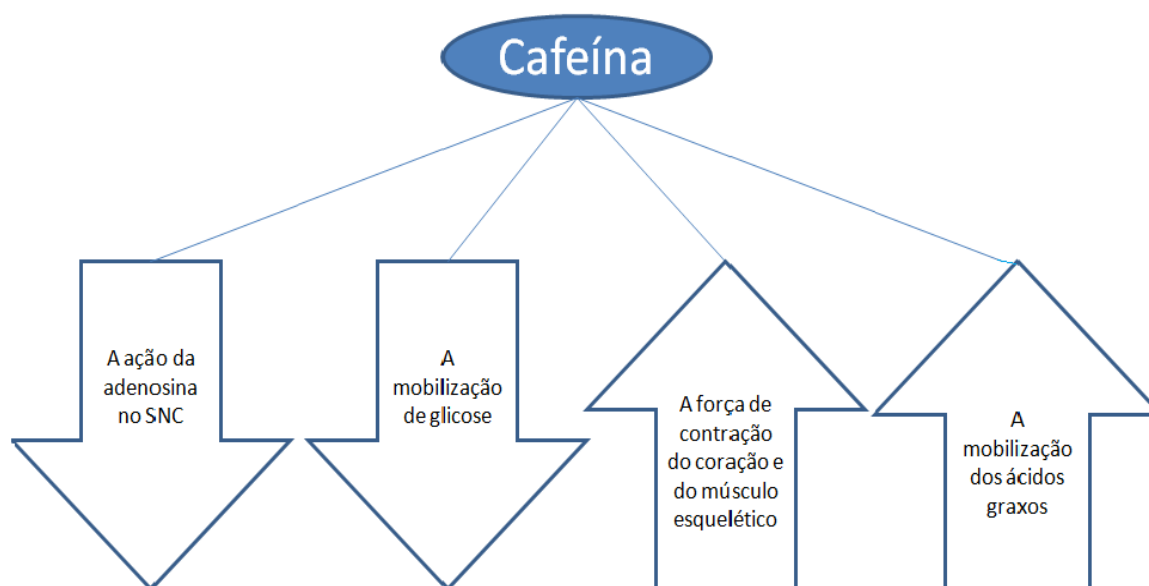 Cafeína
A ação da
adenosina
no SNC
A
mobilização
de glicose
A força de
contração
do coração e
do músculo
esquelético
A
mobilização
dos ácidos
graxos